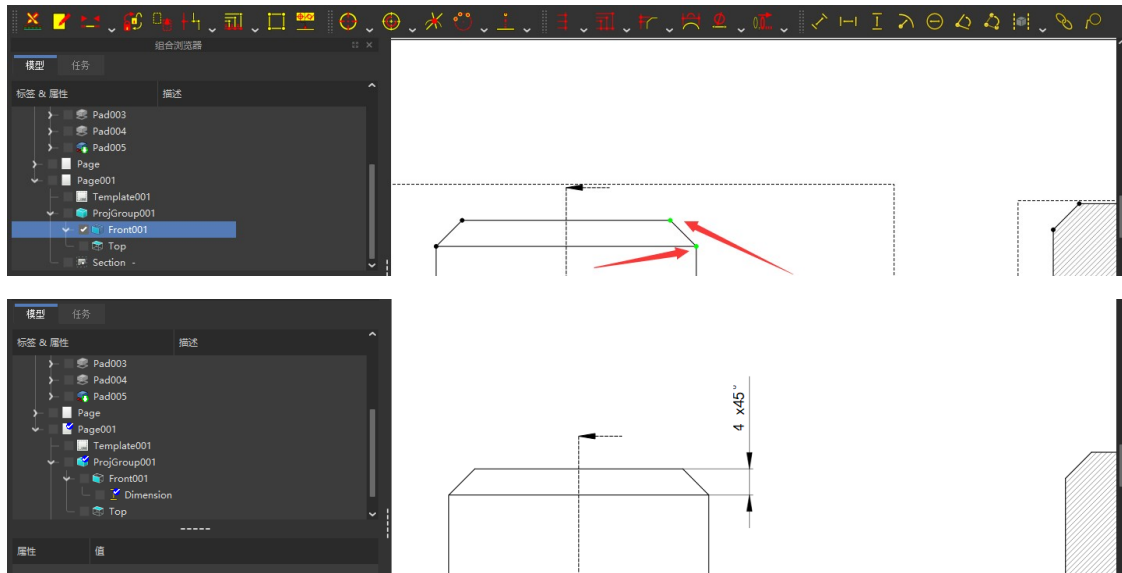 组合浏览器
模型 任务
标签 & 属性 描述
Pad003
Pad004
Pad005
Page
Page001
Template001
ProjGroup001
Front001
Top
Section -
模型 任务
标签 & 属性 描述
Pad003
Pad004
Pad005
Page
Page001
Template001
ProjGroup001
Front001
Dimension
Top
属性 值
4 x45°